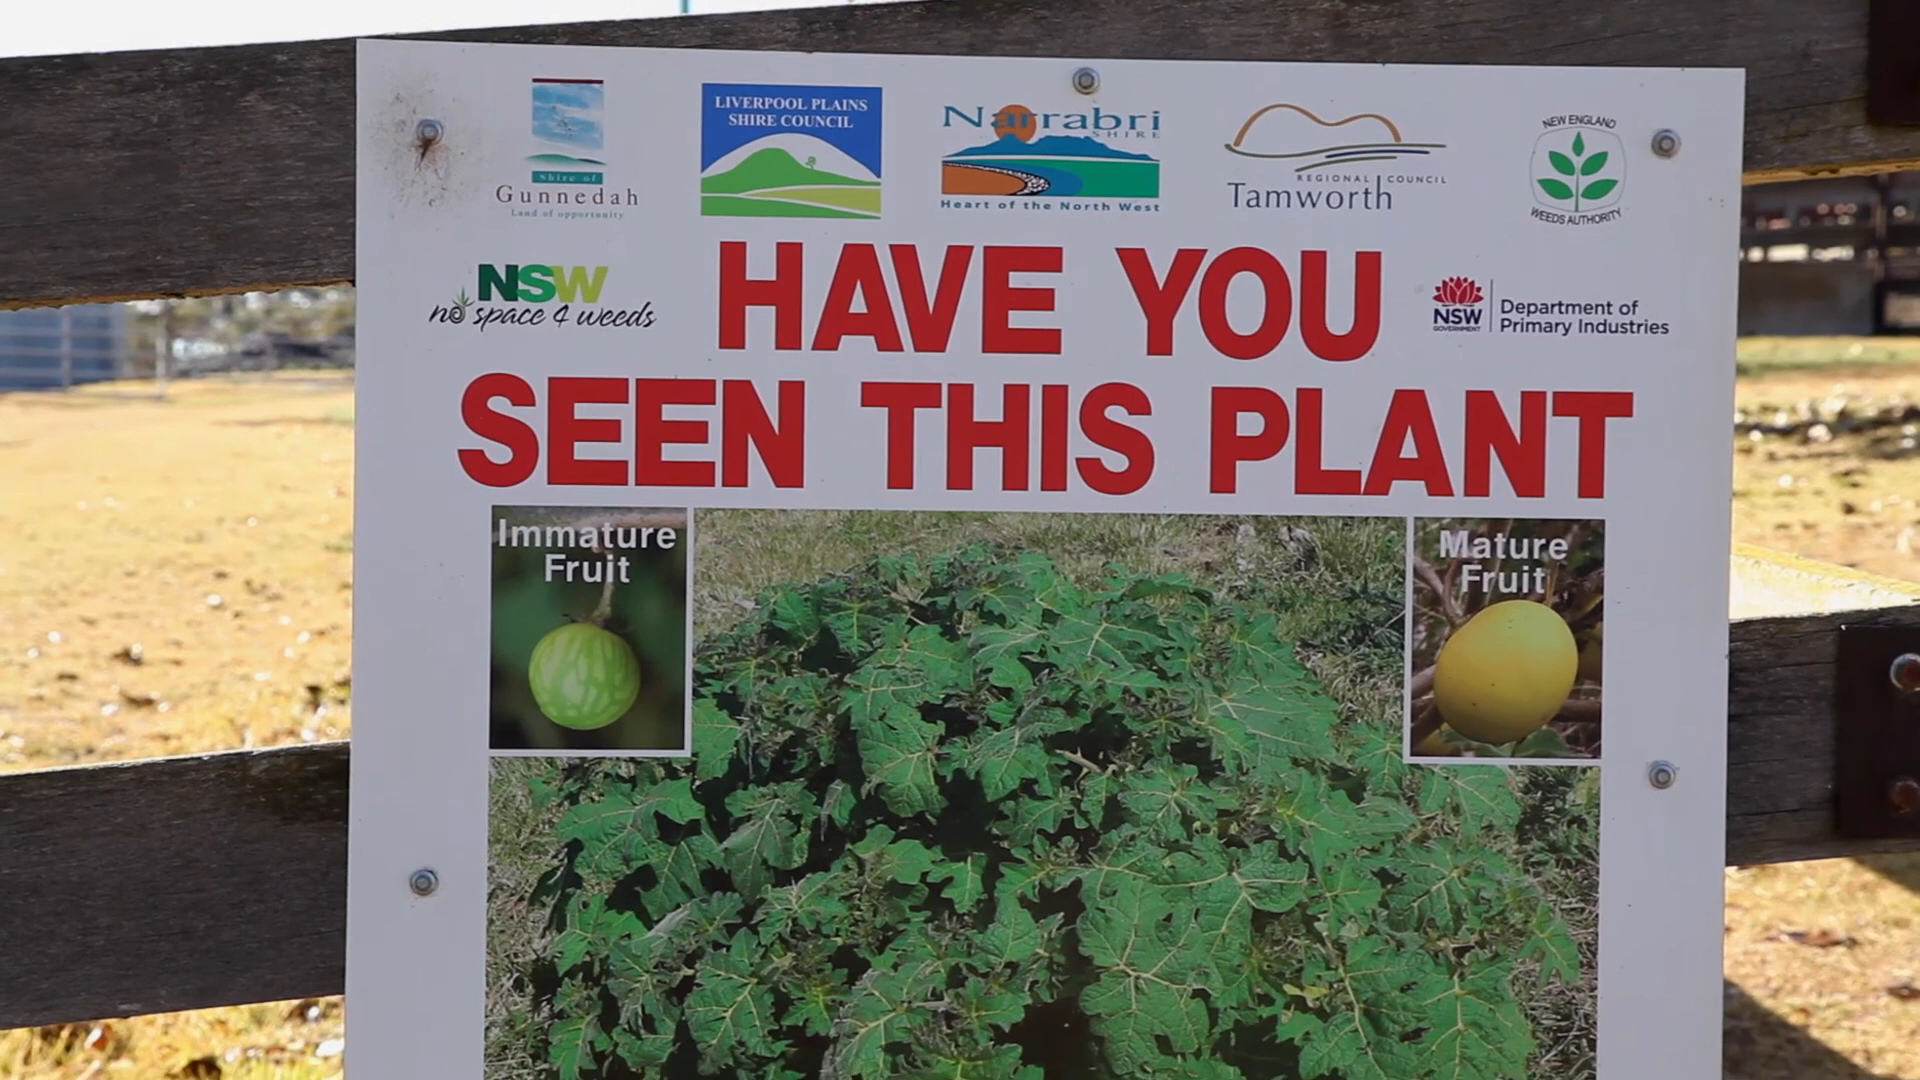 LIVERPOOL PLAINS
SHIRE COUNCIL
Shire of
Gunnedah
Land of opportunity
Narrabri
SHIRE
Heart of the North West
REGIONAL COUNCIL
Tamworth
NEW ENGLAND
WEEDS AUTHORITY
NSW
no space 4 weeds
HAVE YOU
SEEN THIS PLANT
NSW
GOVERNMENT
Department of
Primary Industries
Immature
Fruit
Mature
Fruit